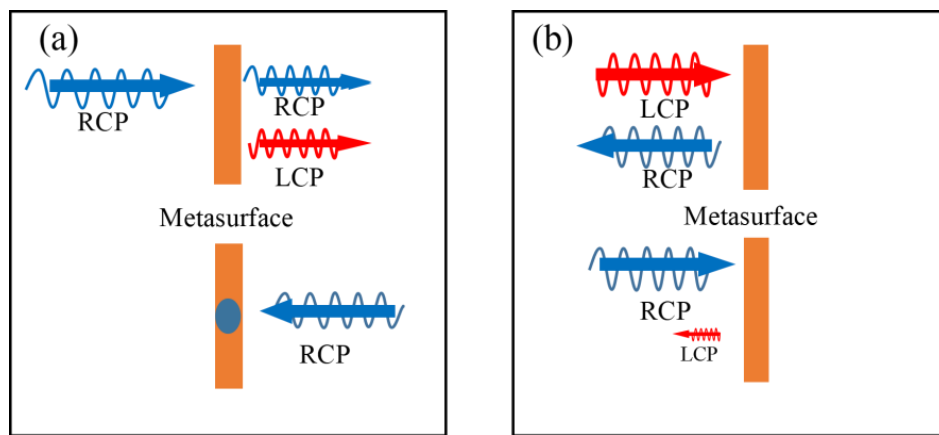 (a)
RCP
RCP
LCP
Metasurface
RCP
(b)
LCP
RCP
Metasurface
RCP
LCP